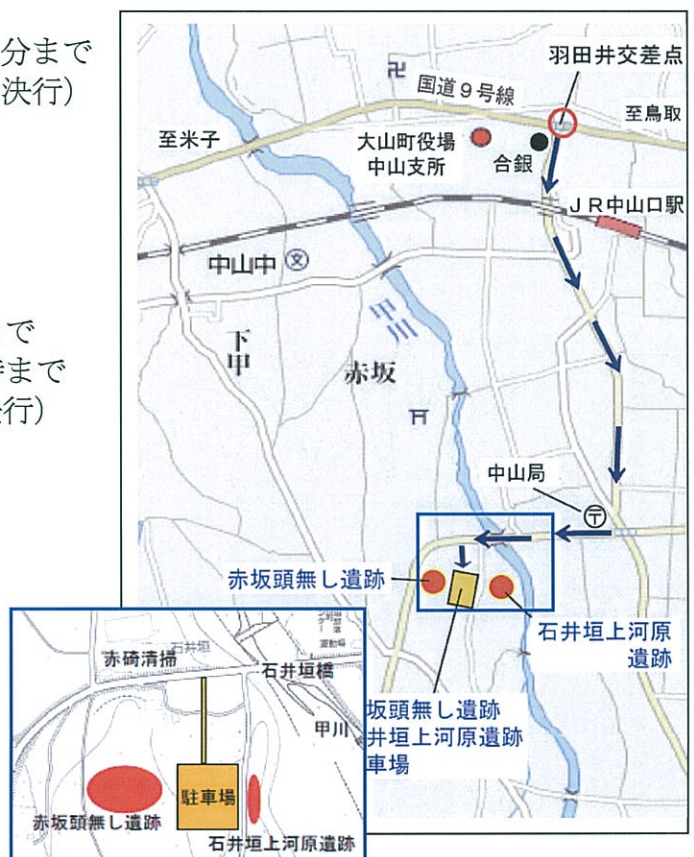 分まで
決行)
で
まで
行)
羽田井交差点
国道9号線
至鳥取
至米子
大山町役場
中山支所
合銀
JR中山口駅
中山中
文
甲川
下甲
赤坂
中山局
〒
赤坂頭無し遺跡
石井垣上河原
遺跡
坂頭無し遺跡
井垣上河原遺跡
車場
赤碕清掃
石井垣
石井垣橋
運動場
甲川
駐車場
赤坂頭無し遺跡
石井垣上河原遺跡